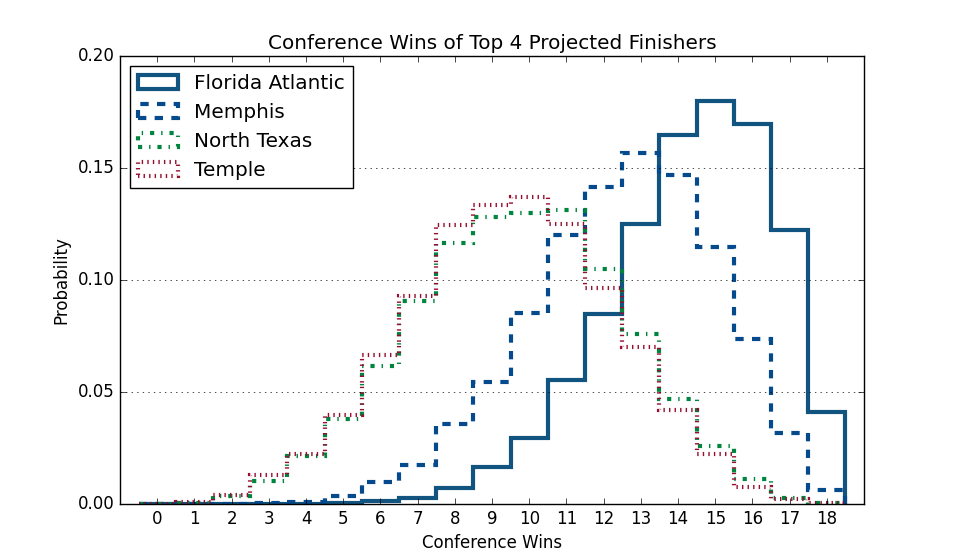 Conference Wins of Top 4 Projected Finishers
0.20
0.15
0.10
0.05
0.00
Probability
Florida Atlantic
Memphis
North Texas
Temple
0 1 2 3 4 5 6 7 8 9 10 11 12 13 14 15 16 17 18
Conference Wins